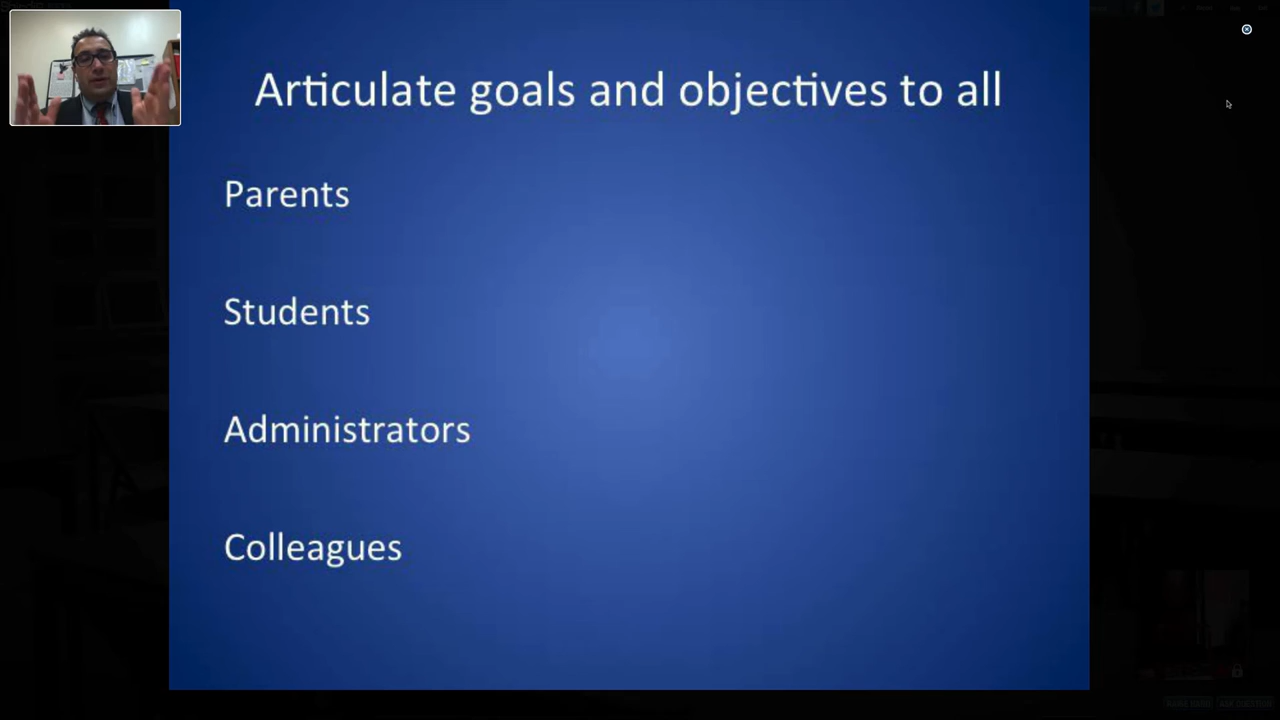 Articulate goals and objectives to all
Parents
Students
Administrators
Colleagues